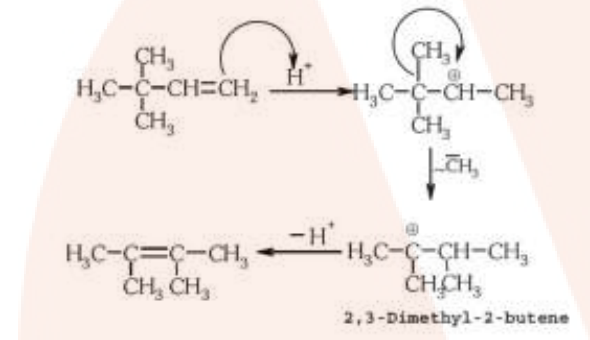 CH₃ CH₃
H₃C-C-CH=CH₂ H⁺ H₃C-C-CH-CH₃
⊕
CH₃ CH₃
~C̅H₃
H₃C-C=C-CH₃ -H⁺ H₃C-C-CH-CH₃
⊕
CH₃ CH₃ CH₃CH₃
2,3-Dimethyl-2-butene